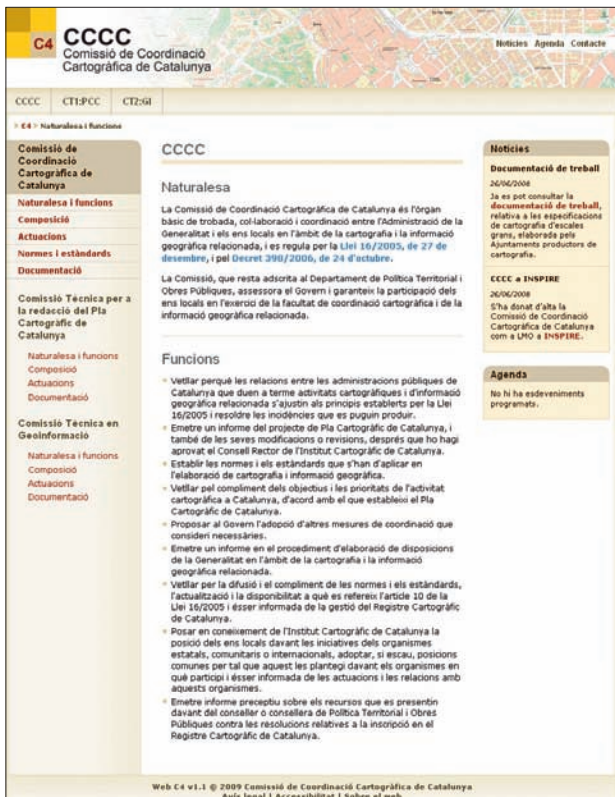 C4
CCCC
Comissió de Coordinació
Cartogràfica de Catalunya
Notícies Agenda Contacte
CCCC CT1:PCC CT2:GI
> C4 > Naturalesa i funcions
Comissió de
Coordinació
Cartogràfica de
Catalunya
Naturalesa i funcions
Composició
Actuacions
Normes i estàndards
Documentació
Comissió Tècnica per a
la redacció del Pla
Cartogràfic de
Catalunya
Naturalesa i funcions
Composició
Actuacions
Documentació
Comissió Tècnica en
Geoinformació
Naturalesa i funcions
Composició
Actuacions
Documentació
CCCC
Naturalesa
La Comissió de Coordinació Cartogràfica de Catalunya és l'òrgan
bàsic de trobada, col·laboració i coordinació entre l'Administració de la
Generalitat i els ens locals en l'àmbit de la cartografia i la informació
geogràfica relacionada, i es regula per la Llei 16/2005, de 27 de
desembre, i pel Decret 398/2006, de 24 d'octubre.
La Comissió, que resta adscrita al Departament de Política Territorial i
Obres Públiques, assessora el Govern i garanteix la participació dels
ens locals en l'exercici de la facultat de coordinació cartogràfica i de la
informació geogràfica relacionada.
Funcions
Vetllar perquè les relacions entre les administracions públiques de
Catalunya que duen a terme activitats cartogràfiques i d'informació
geogràfica relacionada s'ajustin als principis establerts per la Llei
16/2005 i resoldre les incidències que es puguin produir.
Emetre un informe del projecte de Pla Cartogràfic de Catalunya, i
també de les seves modificacions o revisions, després que ho hagi
aprovat el Consell Rector de l'Institut Cartogràfic de Catalunya.
Establir les normes i els estàndards que s'han d'aplicar en
l'elaboració de cartografia i informació geogràfica.
Vetllar pel compliment dels objectius i les prioritats de l'activitat
cartogràfica a Catalunya, d'acord amb el que estableixi el Pla
Cartogràfic de Catalunya.
Proposar al Govern l'adopció d'altres mesures de coordinació que
consideri necessàries.
Emetre un informe en el procediment d'elaboració de disposicions
de la Generalitat en l'àmbit de la cartografia i la informació
geogràfica relacionada.
Vetllar per la difusió i el compliment de les normes i els estàndards,
l'actualització i la disponibilitat a què es refereix l'article 10 de la
Llei 16/2005 i ésser informada de la gestió del Registre Cartogràfic
de Catalunya.
Posar en coneixement de l'Institut Cartogràfic de Catalunya la
posició dels ens locals davant les iniciatives dels organismes
estatals, comunitaris o internacionals, adoptar, si escau, posicions
comunes per tal que aquest les plantegi davant els organismes en
què participi i ésser informada de les actuacions i les relacions amb
aquests organismes.
Emetre informe preceptiu sobre els recursos que es presentin
davant del conseller o consellera de Política Territorial i Obres
Públiques contra les resolucions relatives a la inscripció en el
Registre Cartogràfic de Catalunya.
Notícies
Documentació de treball
26/06/2008
Ja es pot consultar la
documentació de treball,
relativa a les especificacions
de cartografia d'escales
grans, elaborada pels
Ajuntaments productors de
cartografia.
CCCC a INSPIRE
26/06/2008
S'ha donat d'alta la
Comissió de Coordinació
Cartogràfica de Catalunya
com a LMO a INSPIRE.
Agenda
No hi ha esdeveniments
programats.
Web C4 v1.1 © 2009 Comissió de Coordinació Cartogràfica de Catalunya
Avís legal | Accessibilitat | Sobre el web